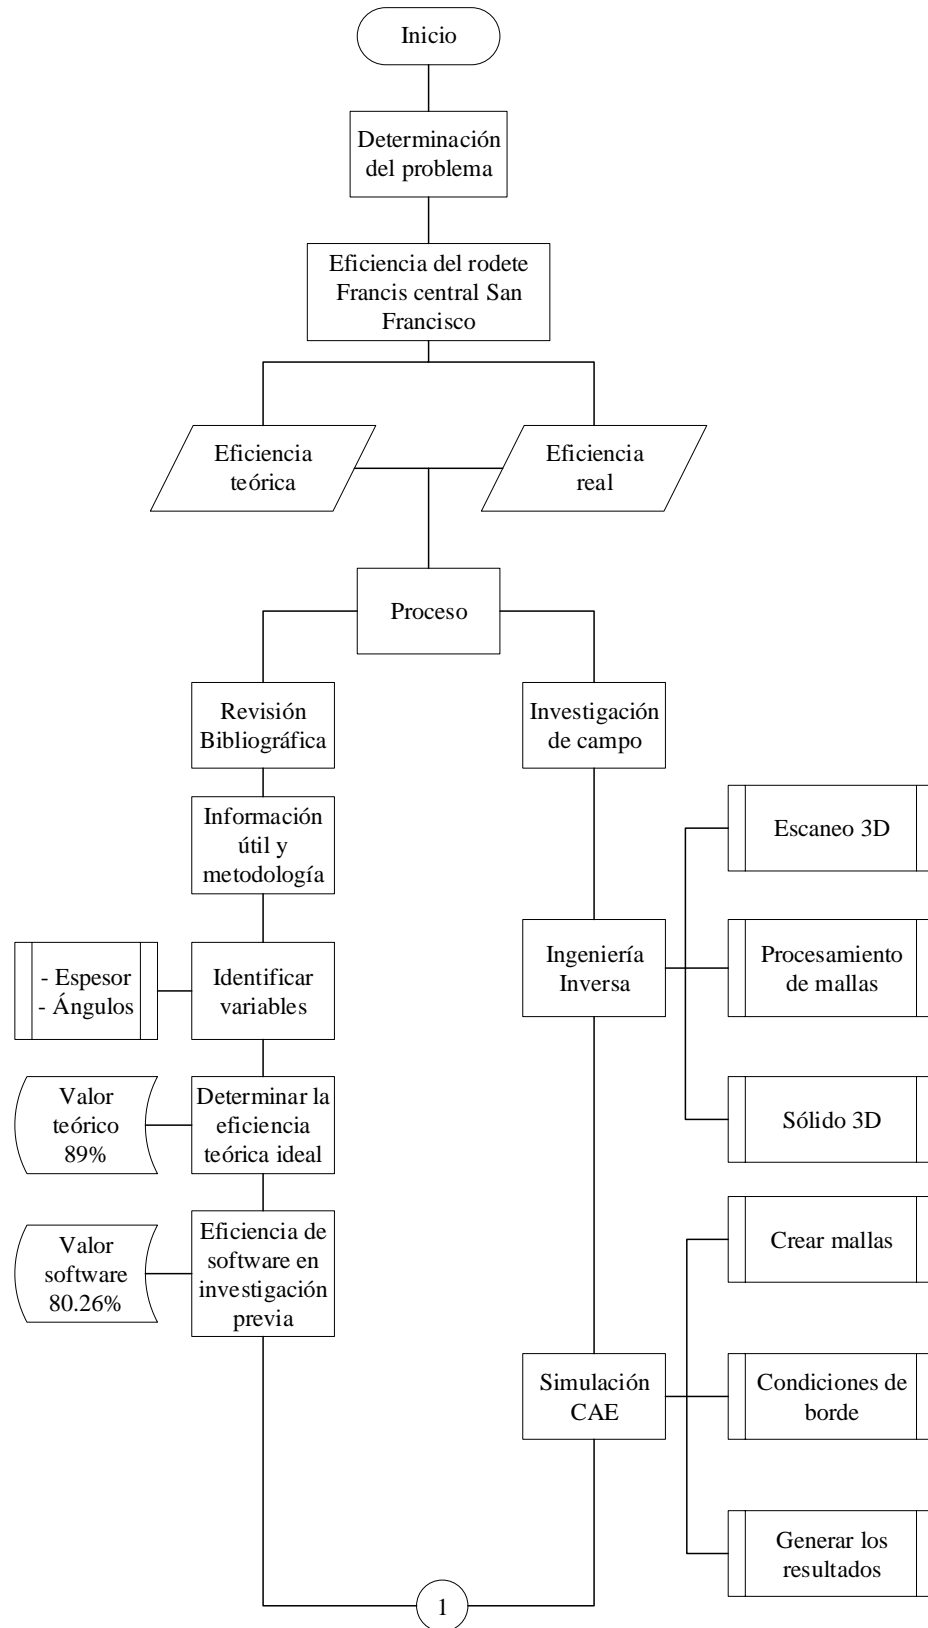 Inicio
Determinación
del problema
Eficiencia del rodete
Francis central San
Francisco
Eficiencia
teórica
Eficiencia
real
Proceso
Revisión
Bibliográfica
Investigación
de campo
Información
útil y
metodología
Escaneo 3D
- Espesor
- Ángulos
Identificar
variables
Ingeniería
Inversa
Procesamiento
de mallas
Valor
teórico
89%
Determinar la
eficiencia
teórica ideal
Sólido 3D
Valor
software
80.26%
Eficiencia de
software en
investigación
previa
Crear mallas
Simulación
CAE
Condiciones de
borde
Generar los
resultados
1